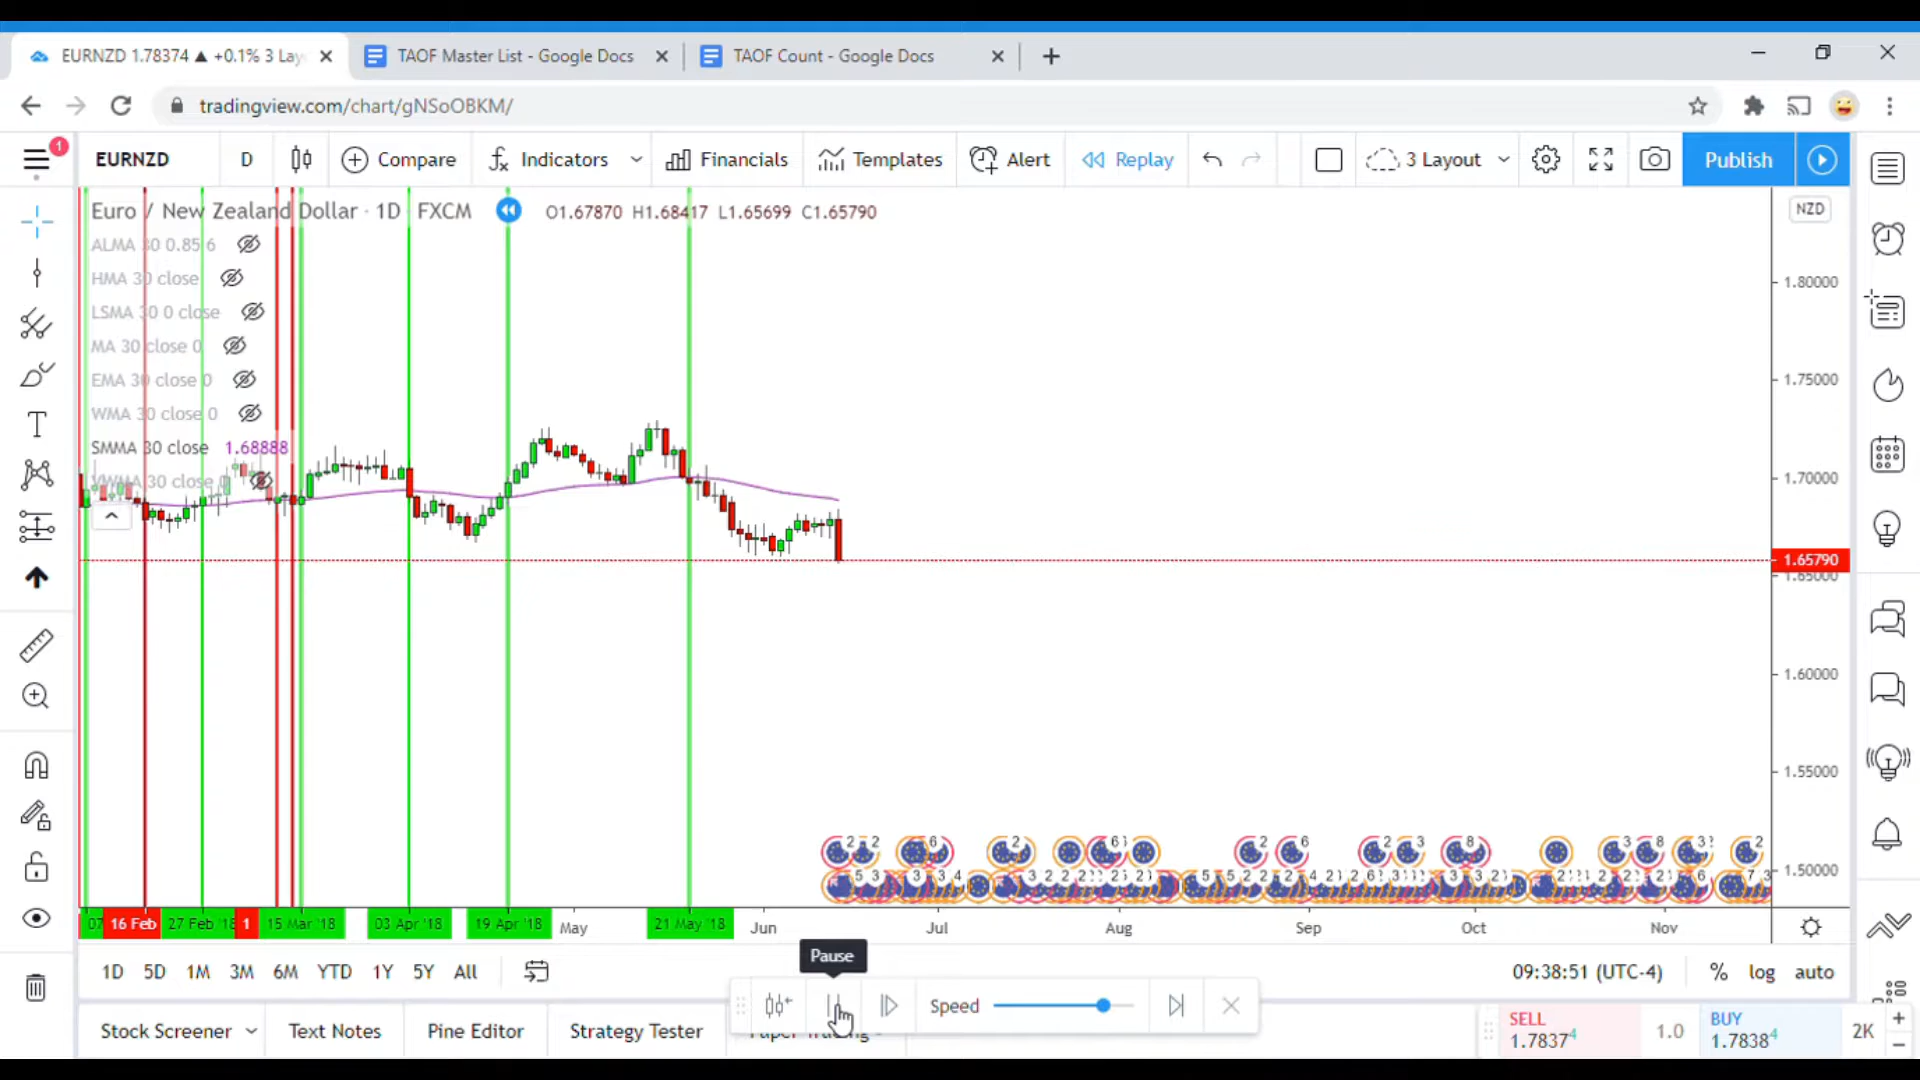 EURNZD 1.78374 ▲ +0.1% 3 Lay
TAOF Master List - Google Docs
TAOF Count - Google Docs
tradingview.com/chart/gNSoOBKM/
1
EURNZD D Compare Indicators Financials Templates Alert Replay 3 Layout Publish
Euro / New Zealand Dollar · 1D FXCM O1.67870 H1.68417 L1.65699 C1.65790
NZD
ALMA 30 0.85 6
HMA 30 close
LSMA 30 0 close
MA 30 close 0
EMA 30 close 0
WMA 30 close 0
SMMA 30 close 1.68888
VWMA 30 close 0
1.80000
1.75000
1.70000
1.65790
1.65000
1.60000
1.55000
1.50000
07 16 Feb 27 Feb '18 1 15 Mar '18 03 Apr '18 19 Apr '18 May 21 May '18 Jun Jul Aug Sep Oct Nov
Pause
1D 5D 1M 3M 6M YTD 1Y 5Y All
09:38:51 (UTC-4) % log auto
Speed
Stock Screener Text Notes Pine Editor Strategy Tester Paper Trading
SELL
1.78374
1.0
BUY
1.78384
2K